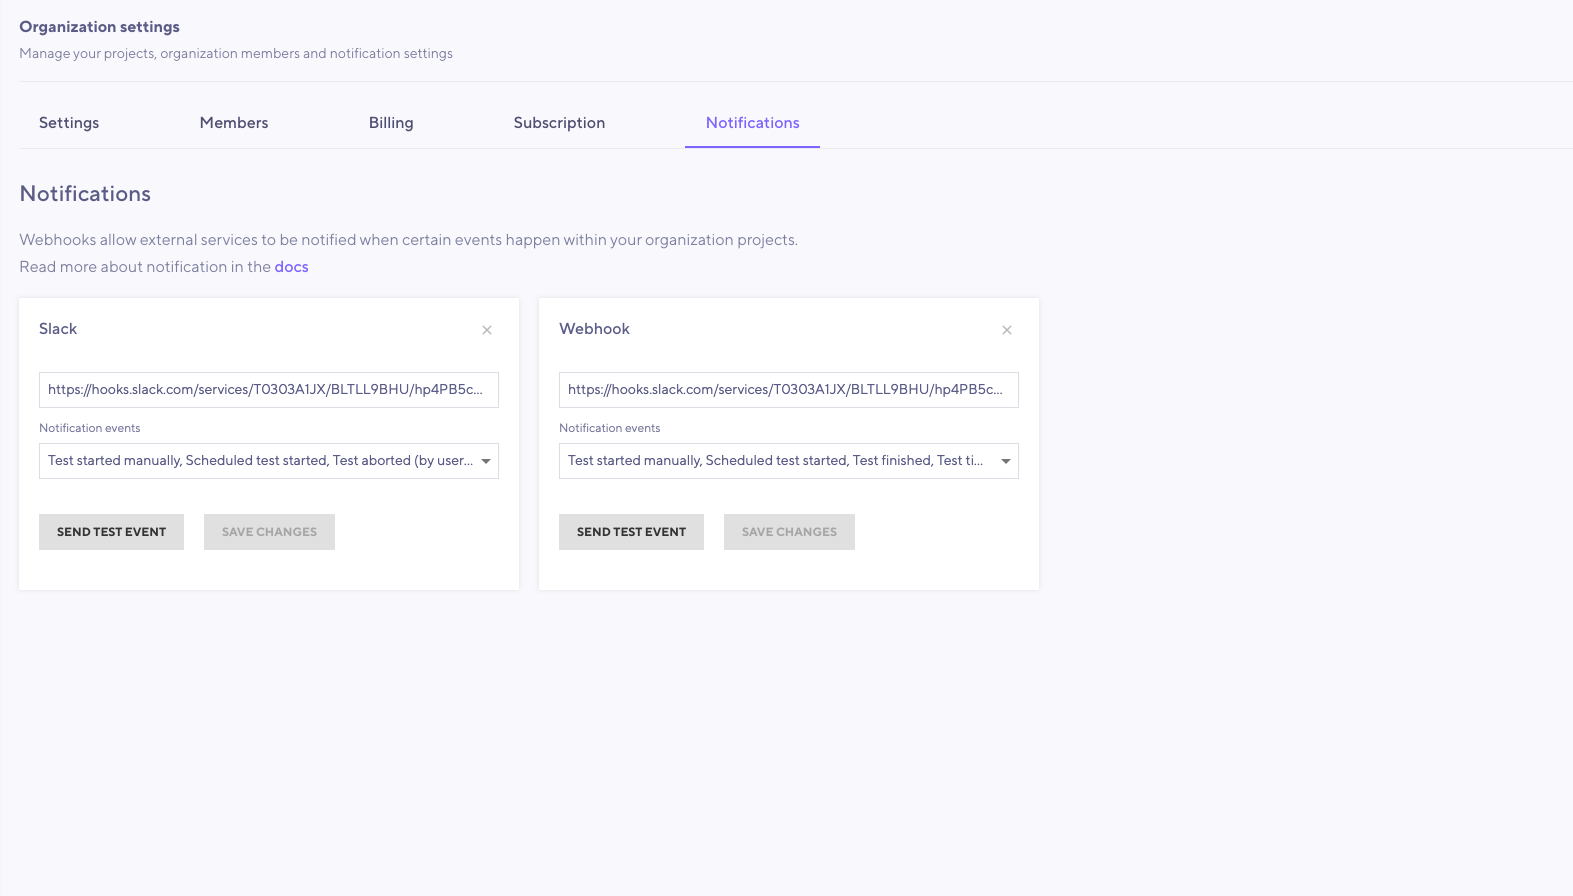 Organization settings
Manage your projects, organization members and notification settings
Settings Members Billing Subscription Notifications
Notifications
Webhooks allow external services to be notified when certain events happen within your organization projects.
Read more about notification in the docs
Slack
https://hooks.slack.com/services/T0303A1JX/BLTLL9BHU/hp4PB5c...
Notification events
Test started manually, Scheduled test started, Test aborted (by user...
SEND TEST EVENT SAVE CHANGES
Webhook
https://hooks.slack.com/services/T0303A1JX/BLTLL9BHU/hp4PB5c...
Notification events
Test started manually, Scheduled test started, Test finished, Test ti...
SEND TEST EVENT SAVE CHANGES